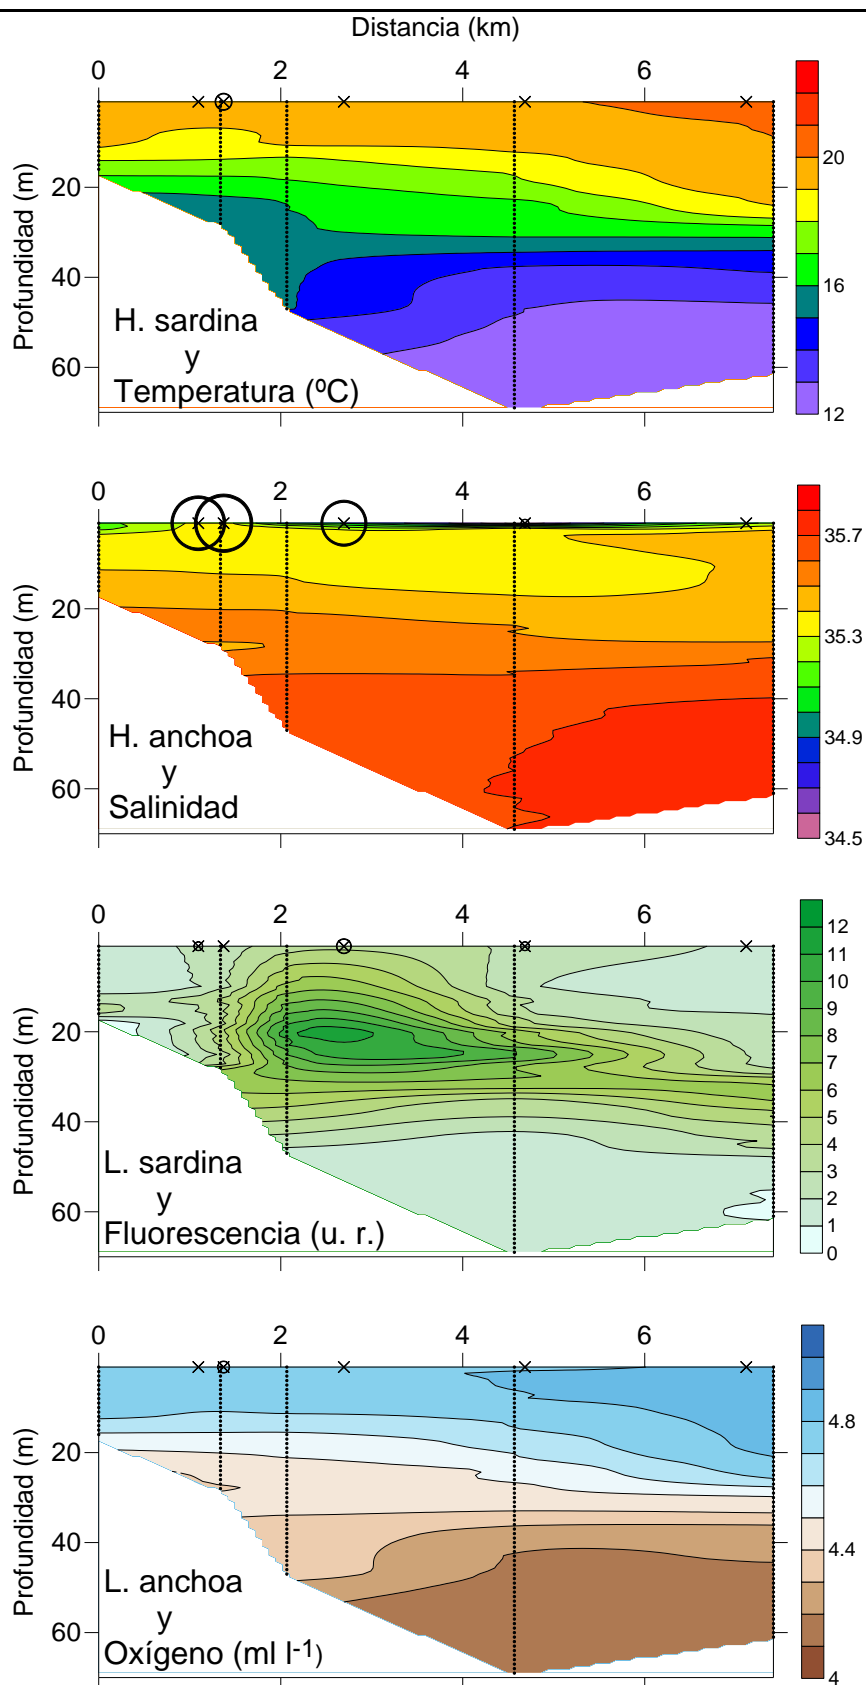 Distancia (km)
0 2 4 6
Profundidad (m)
20
40
60
H. sardina
y
Temperatura (ºC)
20
16
12
0 2 4 6
Profundidad (m)
20
40
60
H. anchoa
y
Salinidad
35.7
35.3
34.9
34.5
0 2 4 6
Profundidad (m)
20
40
60
L. sardina
y
Fluorescencia (u. r.)
12
10
9
8
7
6
5
4
3
2
1
0
0 2 4 6
Profundidad (m)
20
40
60
L. anchoa
y
Oxígeno (ml l-1)
4.8
4.4
4